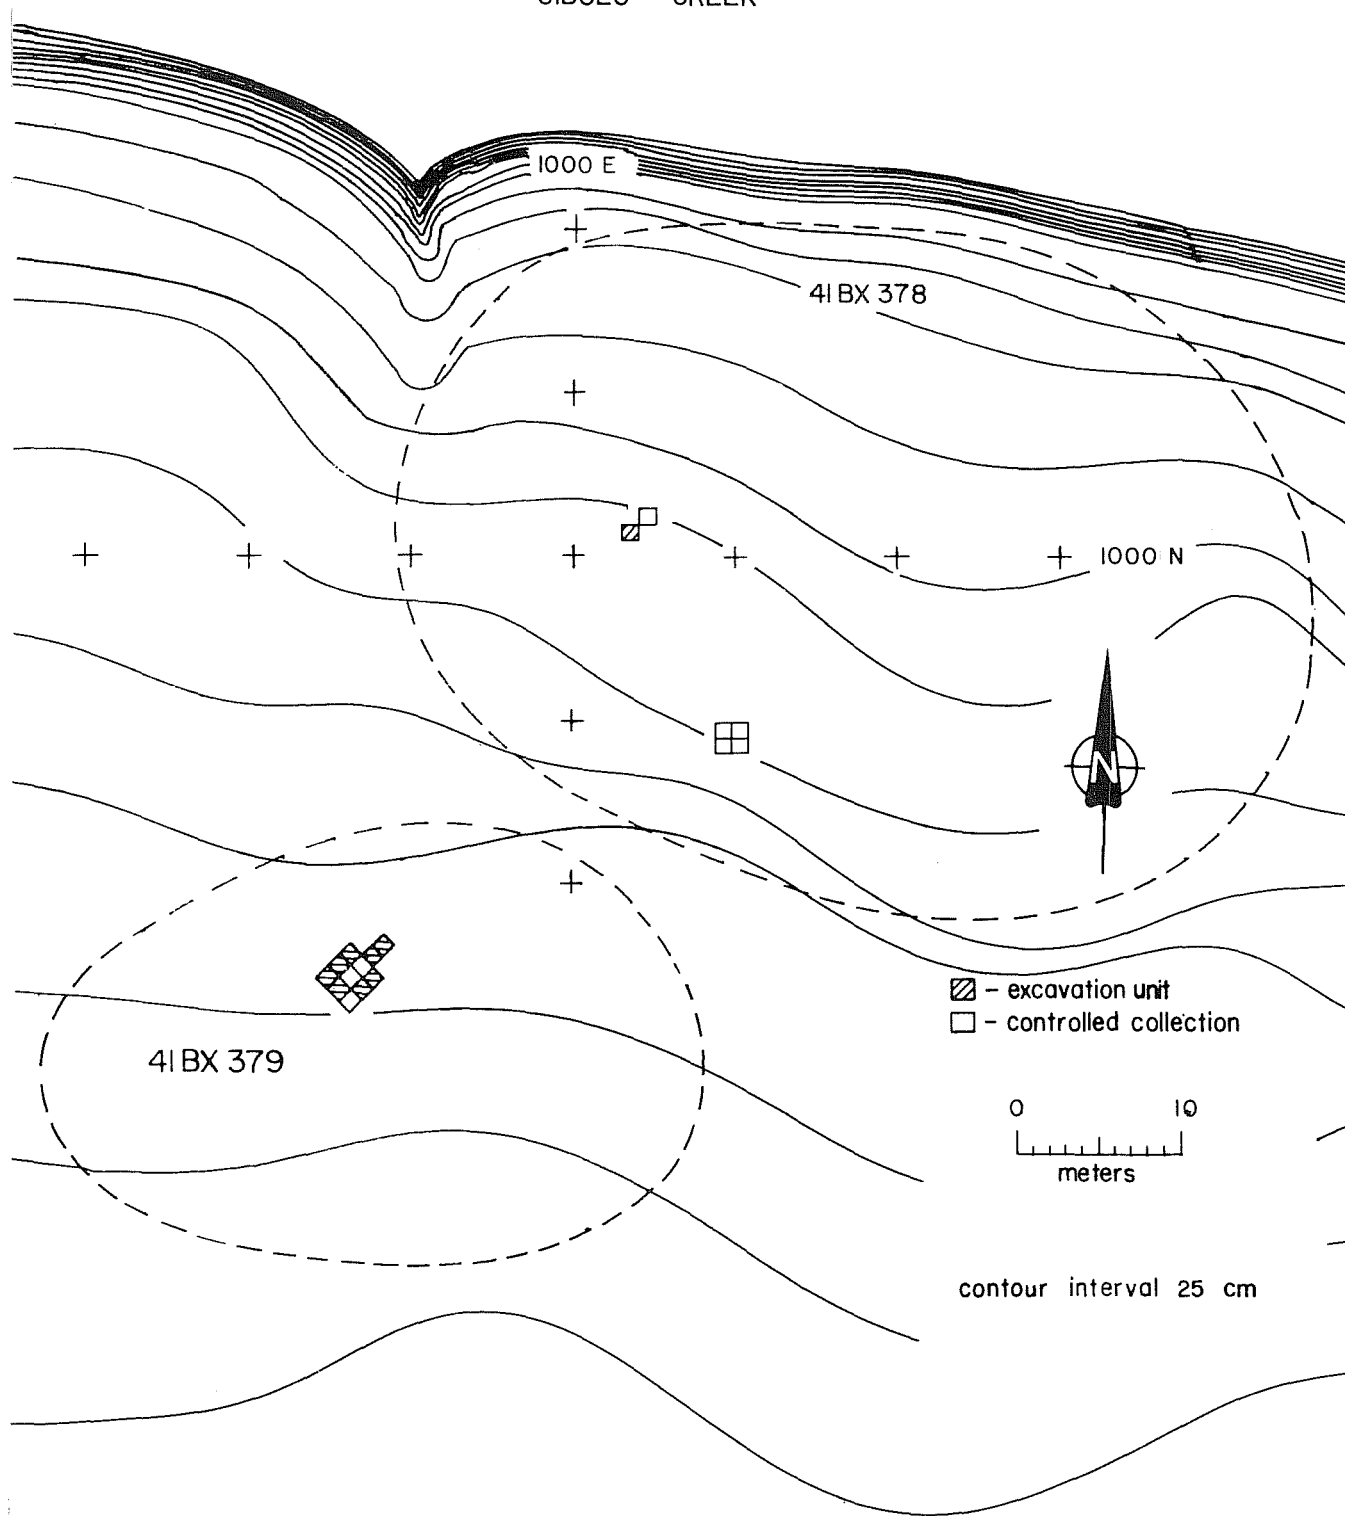 CREEK
1000 E
41 BX 378
1000 N
N
- excavation unit
- controlled collection
41 BX 379
0 10
meters
contour interval 25 cm